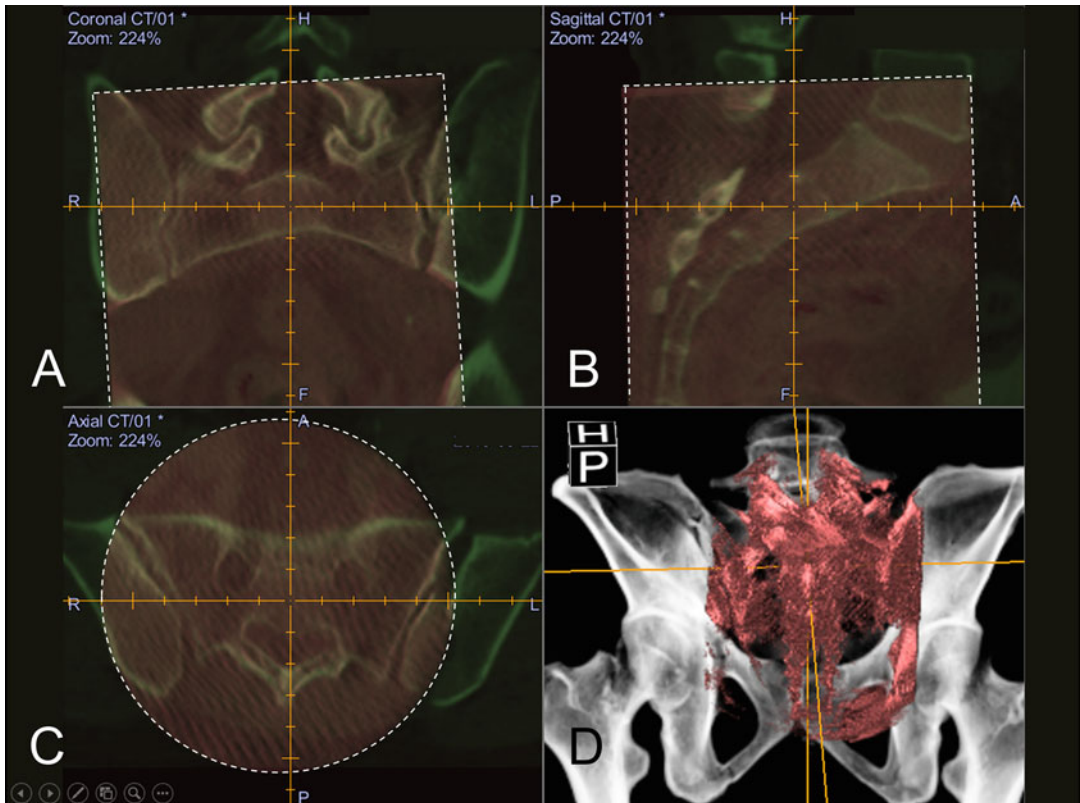 Coronal CT/01 *
Zoom: 224%
H
R
L
F
A
Sagittal CT/01 *
Zoom: 224%
H
P
A
F
B
Axial CT/01 *
Zoom: 224%
A
R
L
P
C
H
P
D